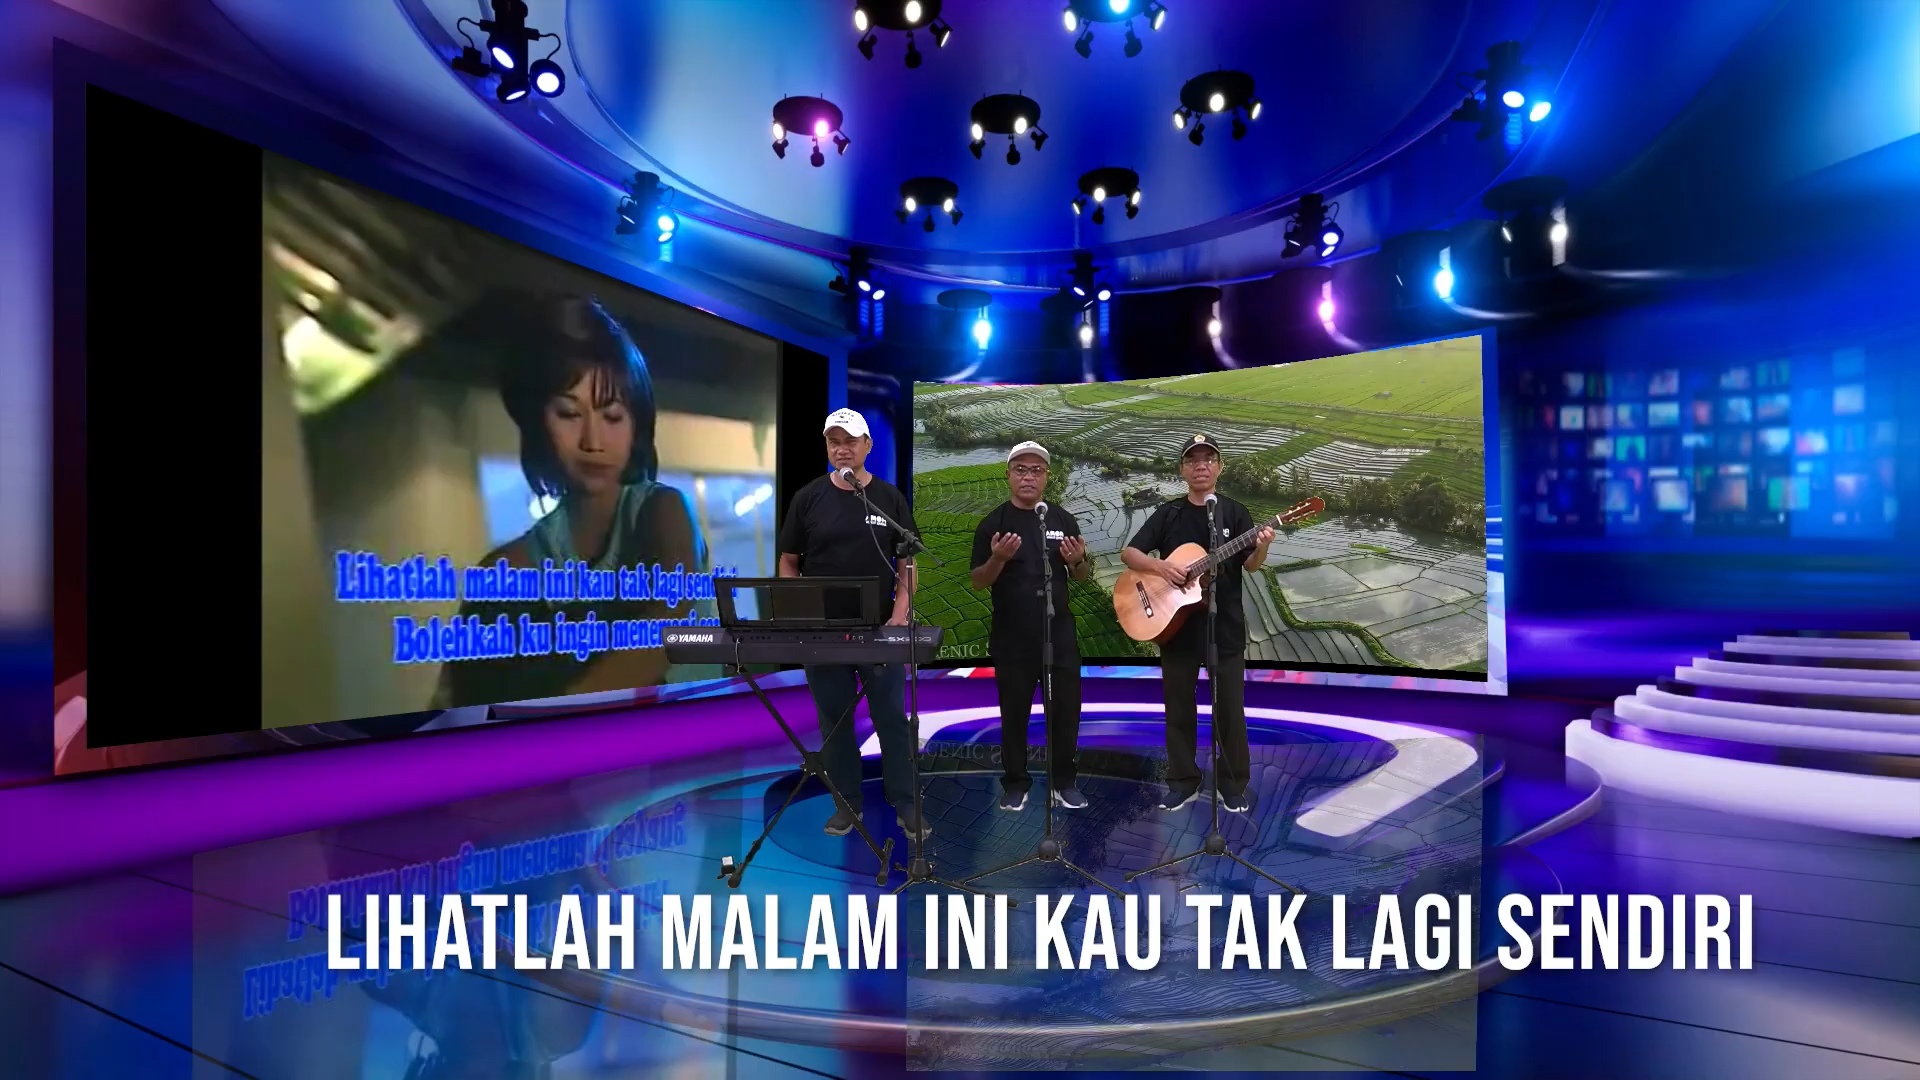 Lihatlah malam ini kau tak lagi sendiri
Bolehkah ku ingin
YAMAHA
LIHATLAH MALAM INI KAU TAK LAGI SENDIRI